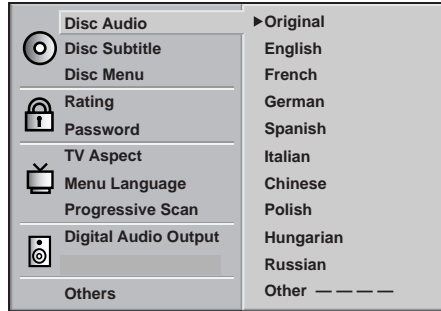 Disc Audio
Disc Subtitle
Disc Menu
Rating
Password
TV Aspect
Menu Language
Progressive Scan
Digital Audio Output
Others
Original
English
French
German
Spanish
Italian
Chinese
Polish
Hungarian
Russian
Other — — — —